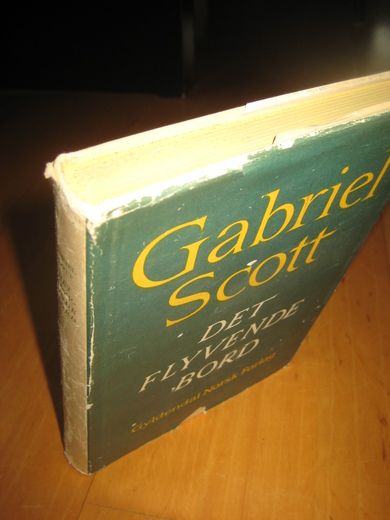 Gabriel
Scott
DET
FLYVENDE
BORD
Gyldendal Norsk Forlag